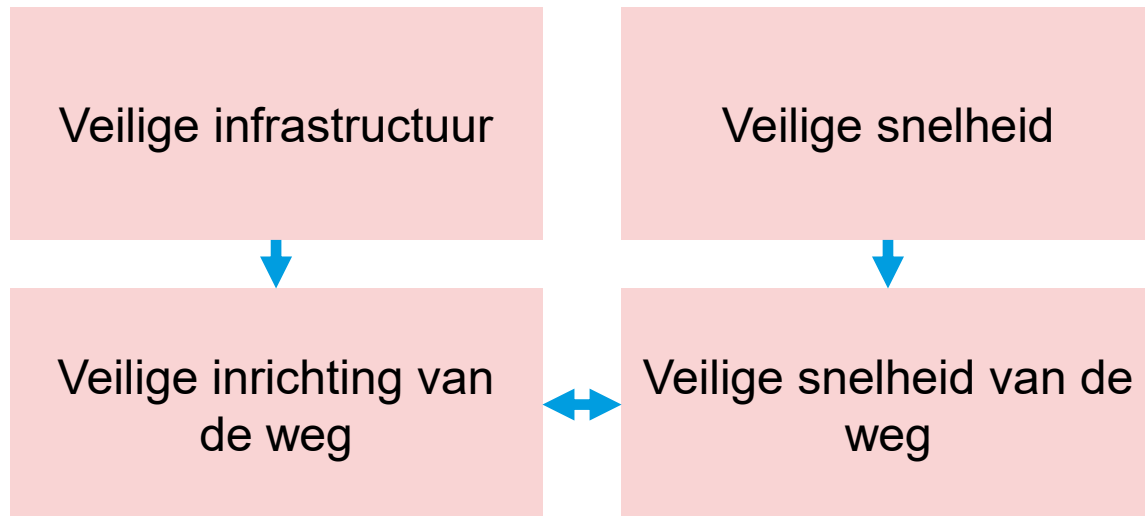 Veilige infrastructuur
Veilige snelheid
Veilige inrichting van
de weg
Veilige snelheid van de
weg